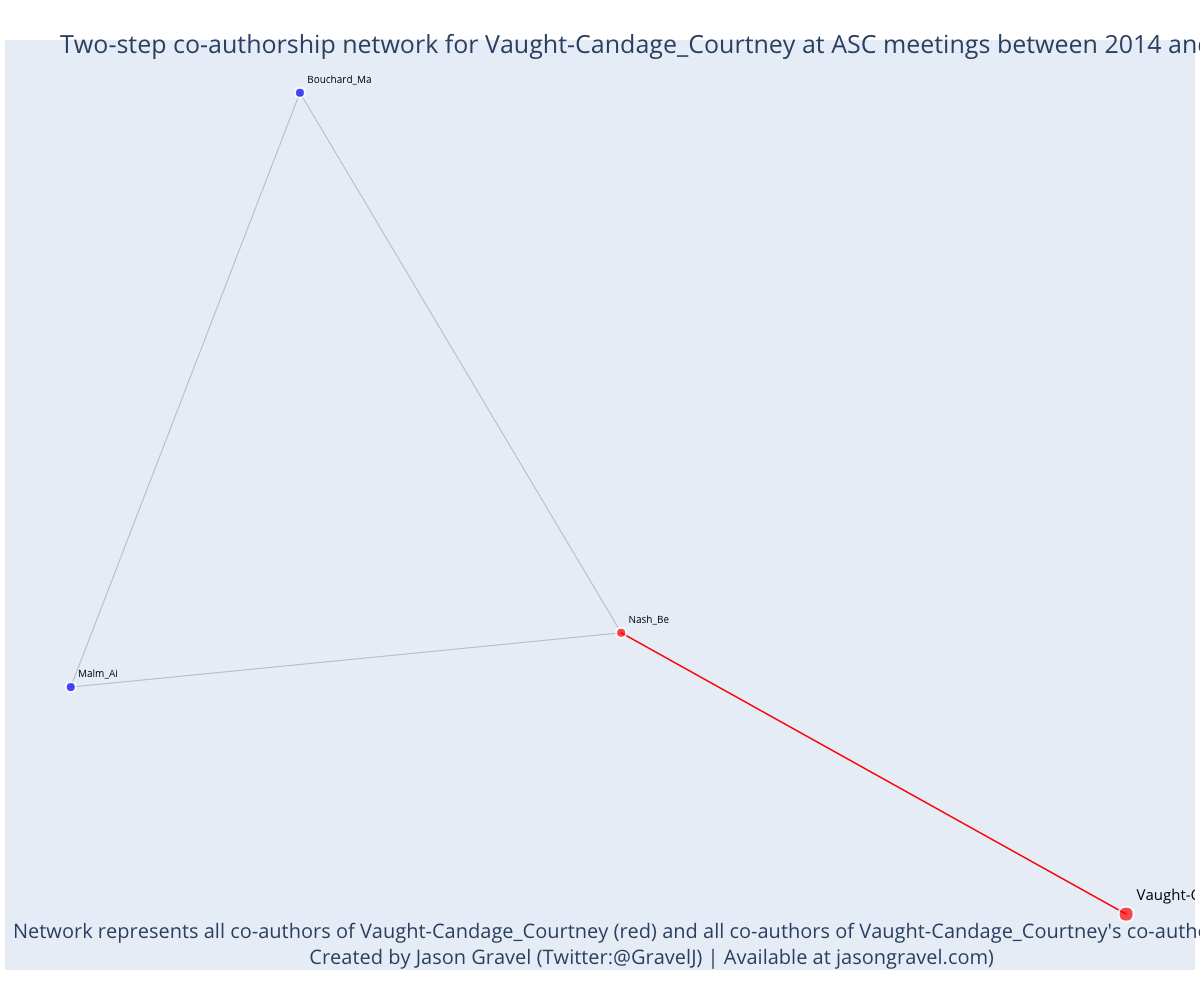 Two-step co-authorship network for Vaught-Candage_Courtney at ASC meetings between 2014 and
Bouchard_Ma
Nash_Be
Malm_Ai
Vaught-C
Network represents all co-authors of Vaught-Candage_Courtney (red) and all co-authors of Vaught-Candage_Courtney's co-autho
Created by Jason Gravel (Twitter:@GravelJ) | Available at jasongravel.com)